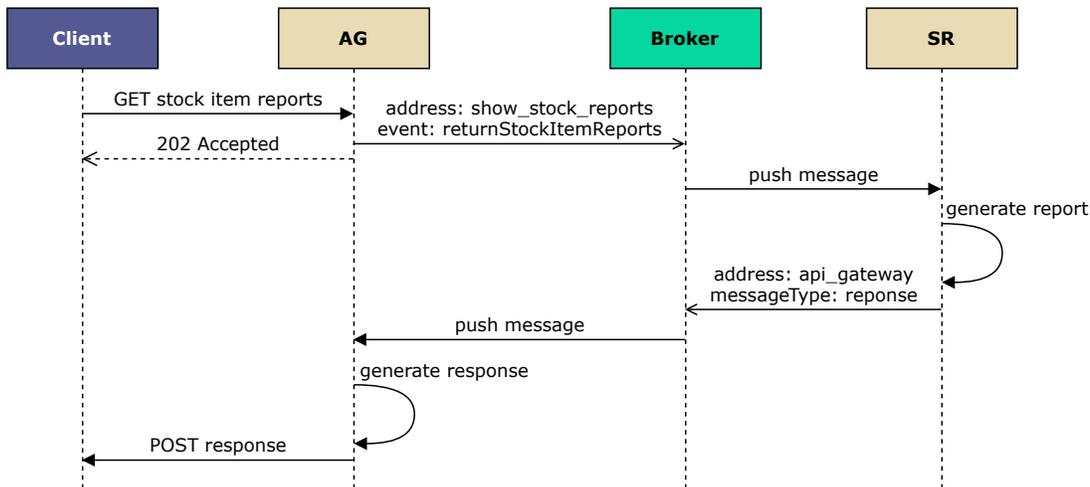 Client
AG
Broker
SR
GET stock item reports
address: show_stock_reports
event: returnStockItemReports
202 Accepted
push message
generate report
address: api_gateway
messageType: reponse
push message
generate response
POST response